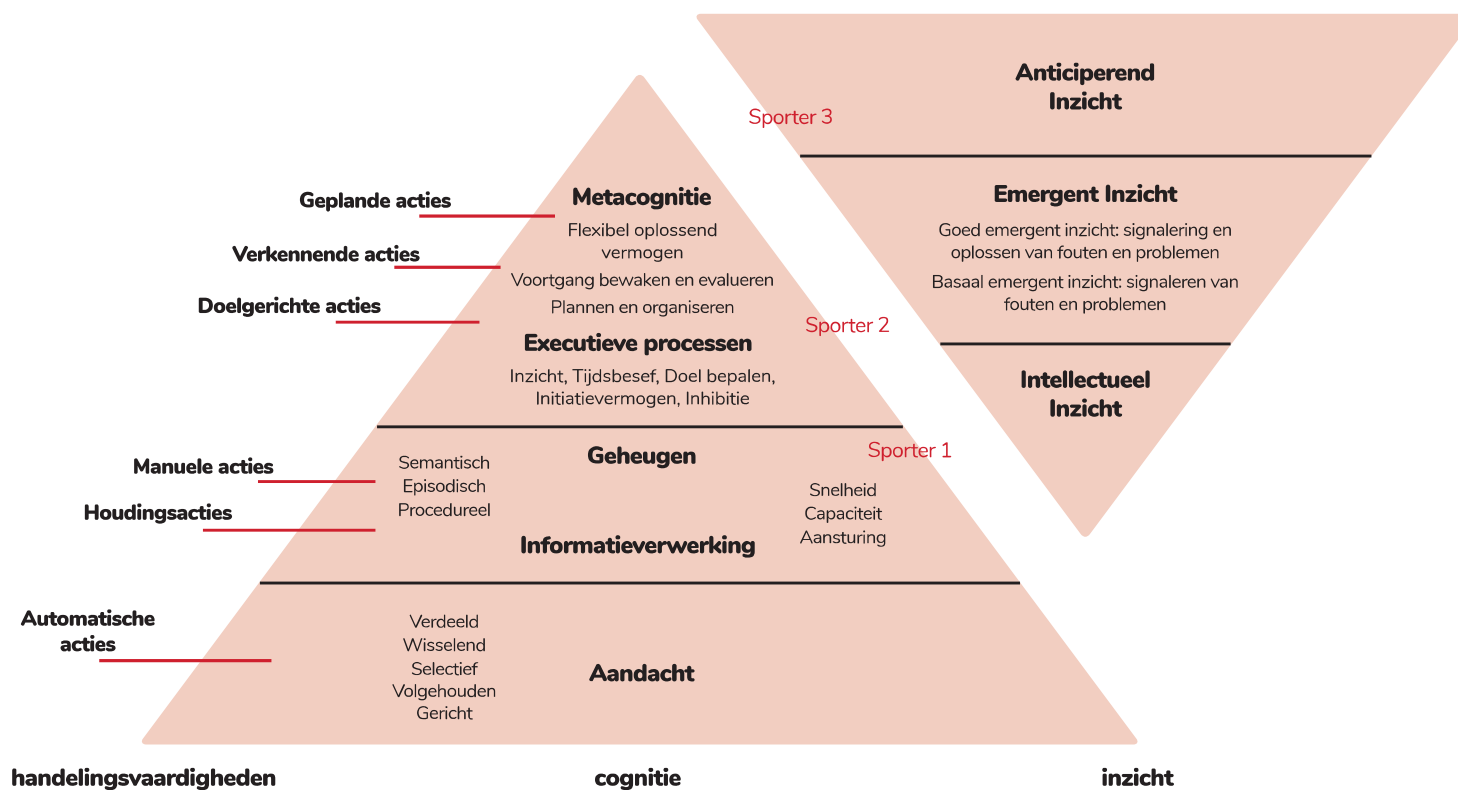 Anticiperend
Inzicht
Sporter 3
Emergent Inzicht
Goed emergent inzicht: signalering en
oplossen van fouten en problemen
Basaal emergent inzicht: signaleren van
fouten en problemen
Intellectueel
Inzicht
Geplande acties
Verkennende acties
Doelgerichte acties
Metacognitie
Flexibel oplossend
vermogen
Voortgang bewaken en evalueren
Plannen en organiseren
Sporter 2
Executieve processen
Inzicht, Tijdsbesef, Doel bepalen,
Initiatievermogen, Inhibitie
Manuele acties
Houdingsacties
Semantisch
Episodisch
Procedureel
Geheugen
Sporter 1
Snelheid
Capaciteit
Aansturing
Informatieverwerking
Automatische
acties
Verdeeld
Wisselend
Selectief
Volgehouden
Gericht
Aandacht
handelingsvaardigheden
cognitie
inzicht